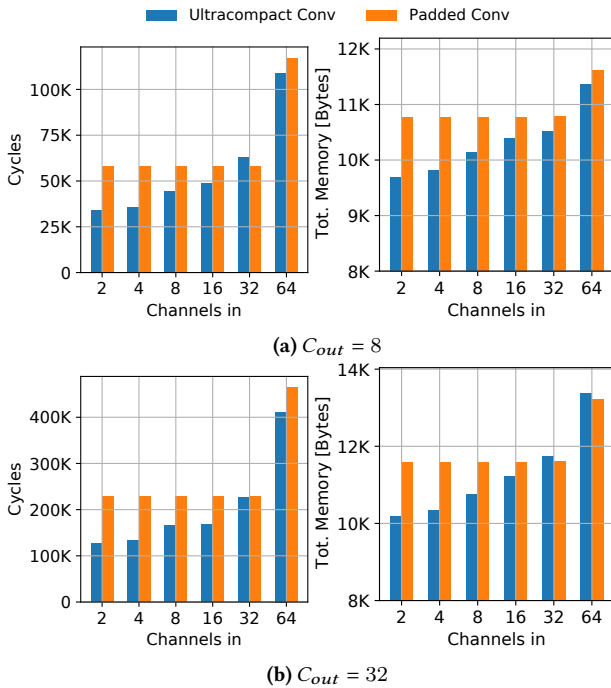 Ultracompact Conv Padded Conv
Cycles
100K
75K
50K
25K
0
2 4 8 16 32 64
Channels in
Tot. Memory [Bytes]
12K
11K
10K
9K
8K
2 4 8 16 32 64
Channels in
(a) C_out = 8
Cycles
400K
300K
200K
100K
0
2 4 8 16 32 64
Channels in
Tot. Memory [Bytes]
14K
12K
10K
8K
2 4 8 16 32 64
Channels in
(b) C_out = 32